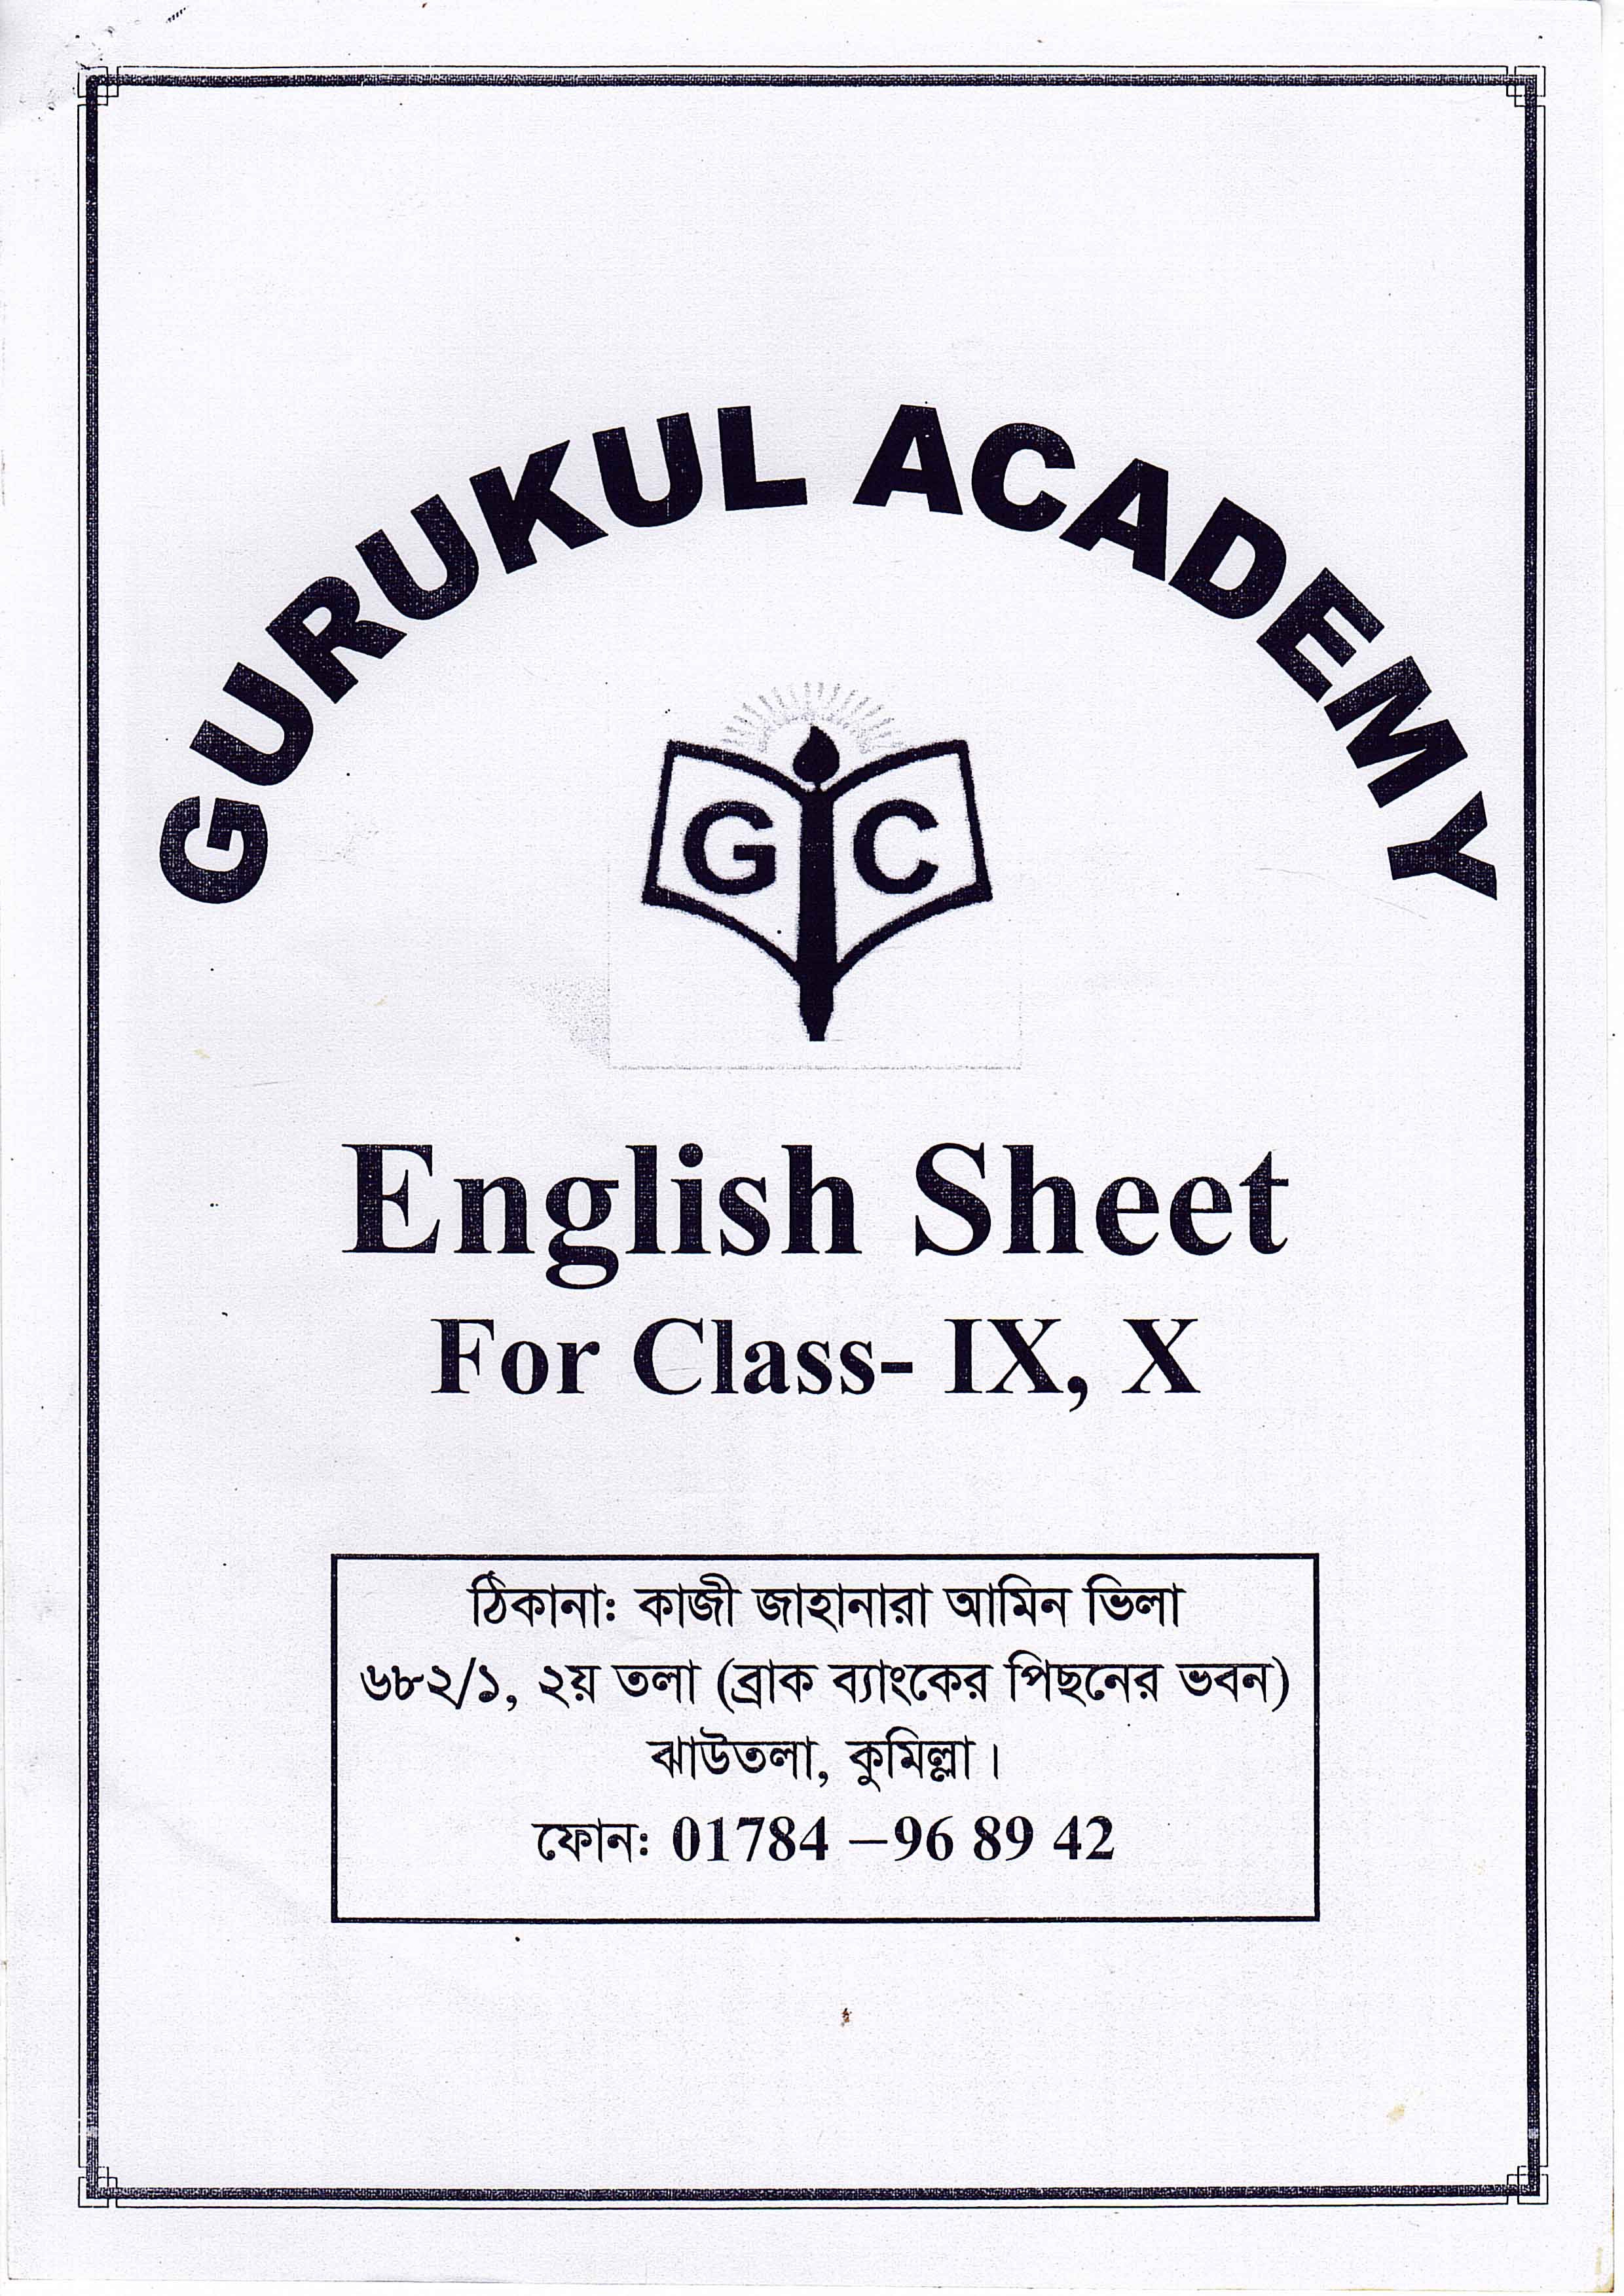 GURUKUL ACADEMY
G C
English Sheet
For Class- IX, X
ঠিকানা: কাজী জাহানারা আমিন ভিলা
৬৮২/১, ২য় তলা (ব্রাক ব্যাংকের পিছনের ভবন)
ঝাউতলা, কুমিল্লা।
ফোন: 01784 –96 89 42